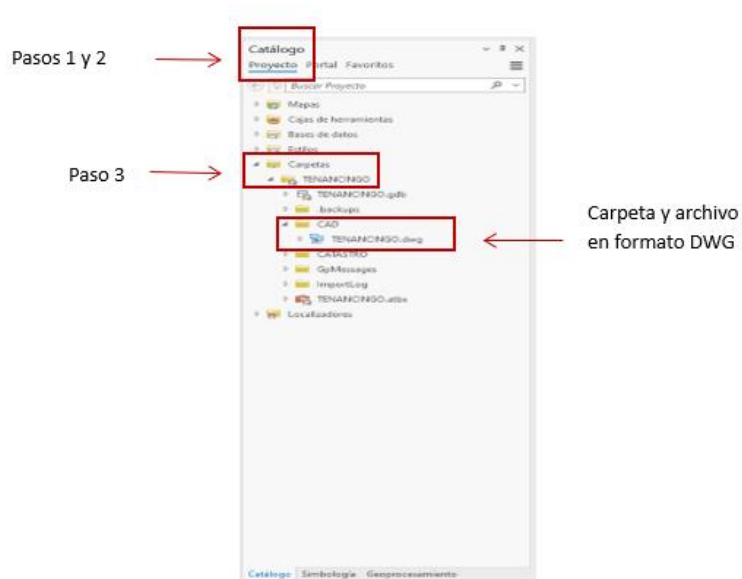 Pasos 1 y 2
Catálogo
Proyecto Portal Favoritos
Buscar Proyecto
Mapas
Cajas de herramientas
Bases de datos
Estilos
Carpetas
Paso 3
TENANCINGO
TENANCINGO.gdb
.backups
CAD
TENANCINGO.dwg
Carpeta y archivo
en formato DWG
CATASTRO
GpMessages
ImportLog
TENANCINGO.atbx
Localizadores
Catálogo Simbología Geoprocesamiento